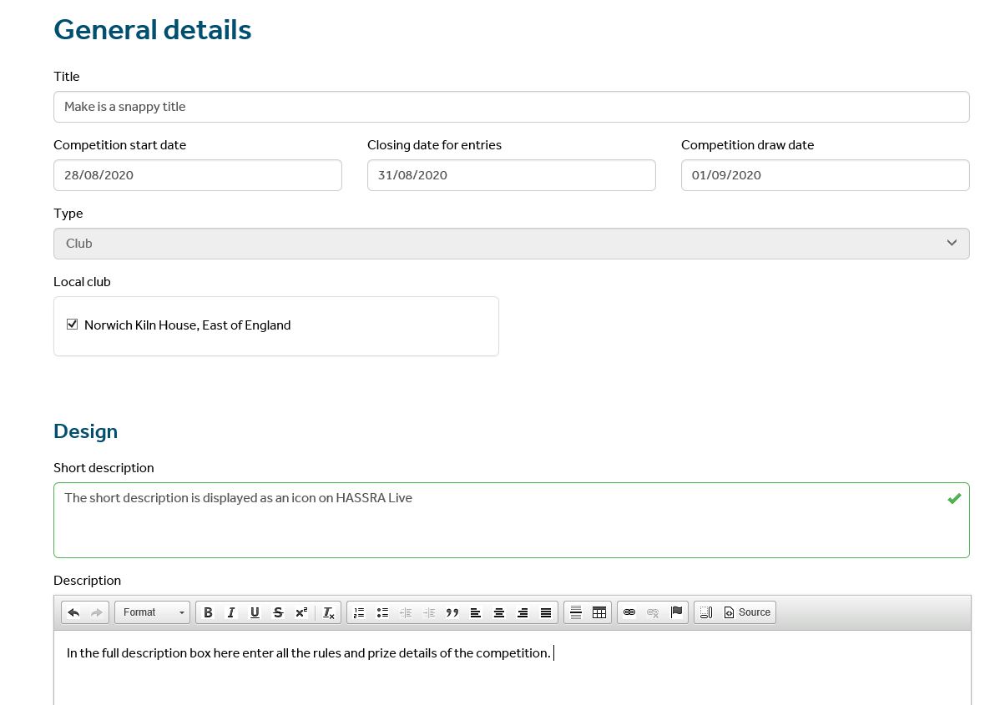 General details
Title
Make is a snappy title
Competition start date Closing date for entries Competition draw date
28/08/2020 31/08/2020 01/09/2020
Type
Club
Local club
Norwich Kiln House, East of England
Design
Short description
The short description is displayed as an icon on HASSRA Live
Description
Format B I U S x² Tx Source
In the full description box here enter all the rules and prize details of the competition.